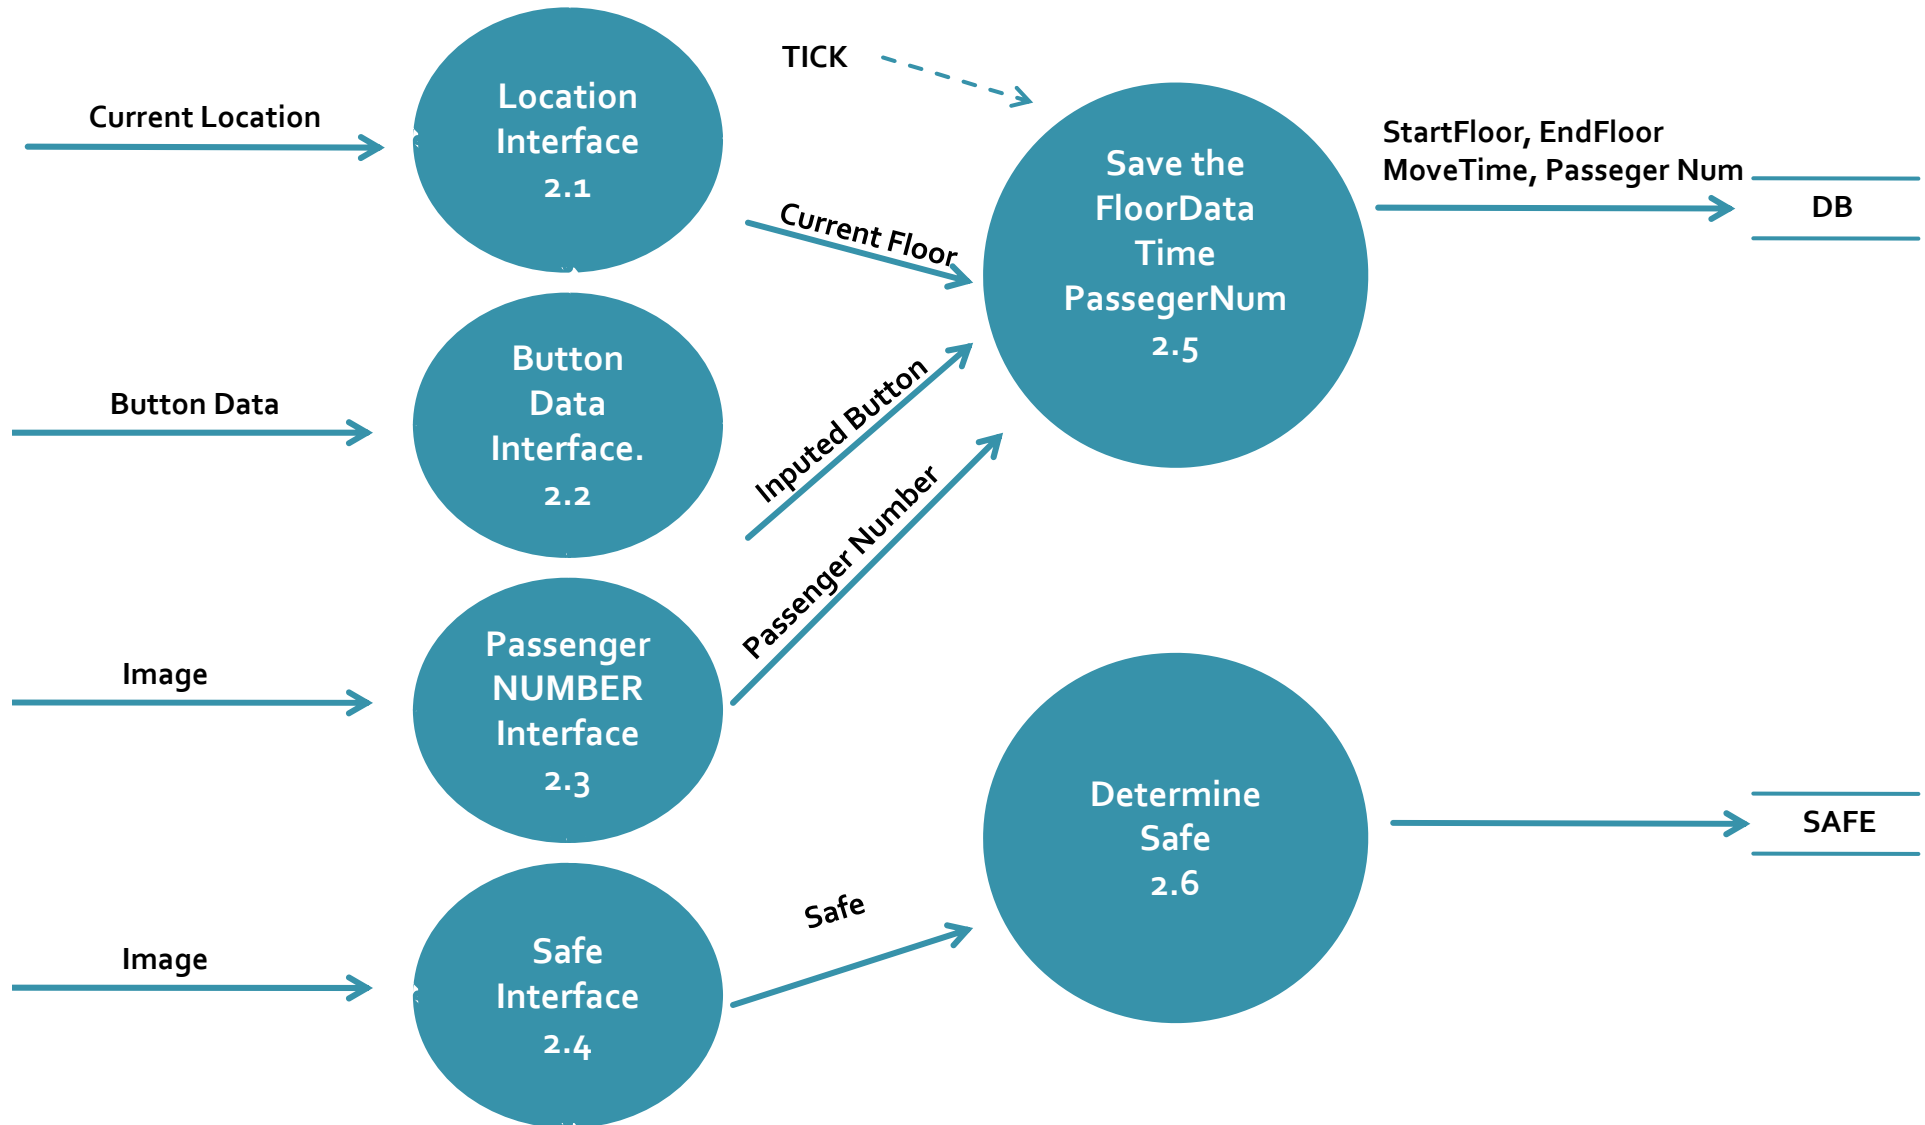 Current Location
Location
Interface
2.1
TICK
Current Floor
Save the
FloorData
Time
PassegerNum
2.5
StartFloor, EndFloor
MoveTime, Passeger Num
DB
Button Data
Button
Data
Interface.
2.2
Inputed Button
Image
Passenger
NUMBER
Interface
2.3
Passenger Number
Determine
Safe
2.6
SAFE
Image
Safe
Interface
2.4
Safe